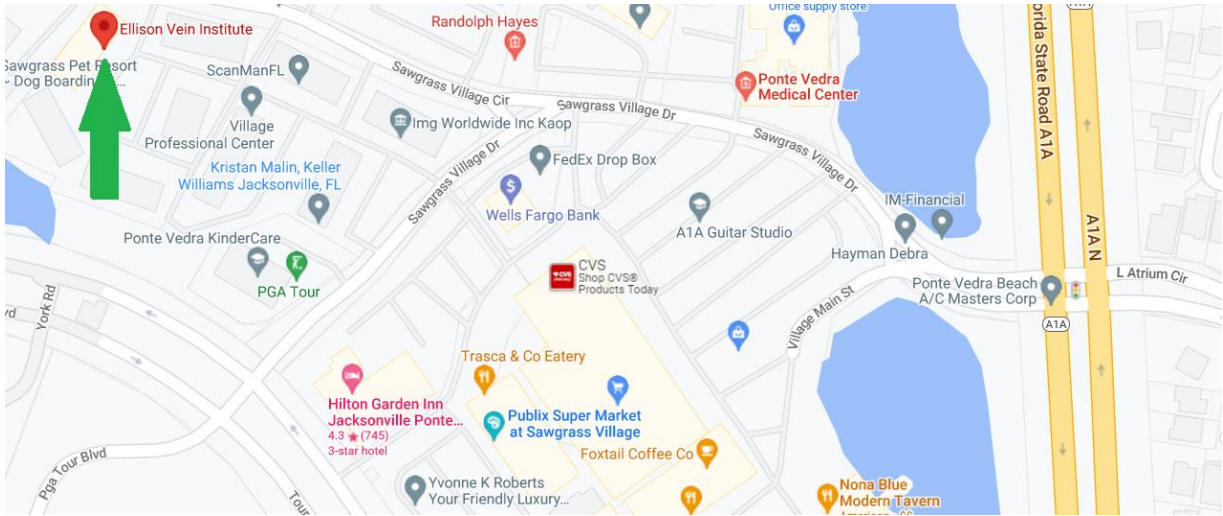 Office supply store
Randolph Hayes
Ellison Vein Institute
Sawgrass Pet Resort
- Dog Boarding,...
ScanManFL
Sawgrass Village Cir
Sawgrass Village Dr
Ponte Vedra
Medical Center
Florida State Road A1A
Village
Professional Center
Img Worldwide Inc Kaop
Sawgrass Village Dr
FedEx Drop Box
Kristan Malin, Keller
Williams Jacksonville, FL
Sawgrass Village Dr
Wells Fargo Bank
IM-Financial
A1A Guitar Studio
Hayman Debra
A1A N
Ponte Vedra KinderCare
PGA Tour
CVS
CVS
Shop CVS®
Products Today
L Atrium Cir
Ponte Vedra Beach
A/C Masters Corp
York Rd
Village Main St
A1A
Trasca & Co Eatery
Hilton Garden Inn
Jacksonville Ponte...
4.3 ★ (745)
3-star hotel
Publix Super Market
at Sawgrass Village
Foxtail Coffee Co
Pga Tour Blvd
Tour
Yvonne K Roberts
Your Friendly Luxury...
Nona Blue
Modern Tavern